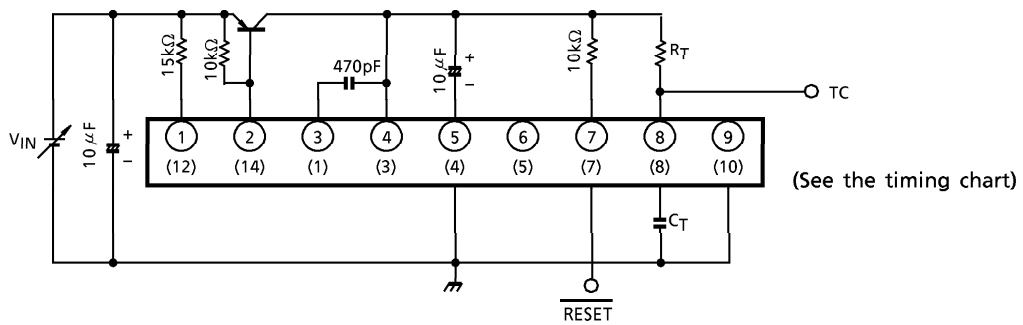 15kΩ
10kΩ
470pF
10μF
+
−
10kΩ
R_T
TC
V_IN
10μF
+
−
1 2 3 4 5 6 7 8 9
(12) (14) (1) (3) (4) (5) (7) (8) (10)
(See the timing chart)
C_T
RESET